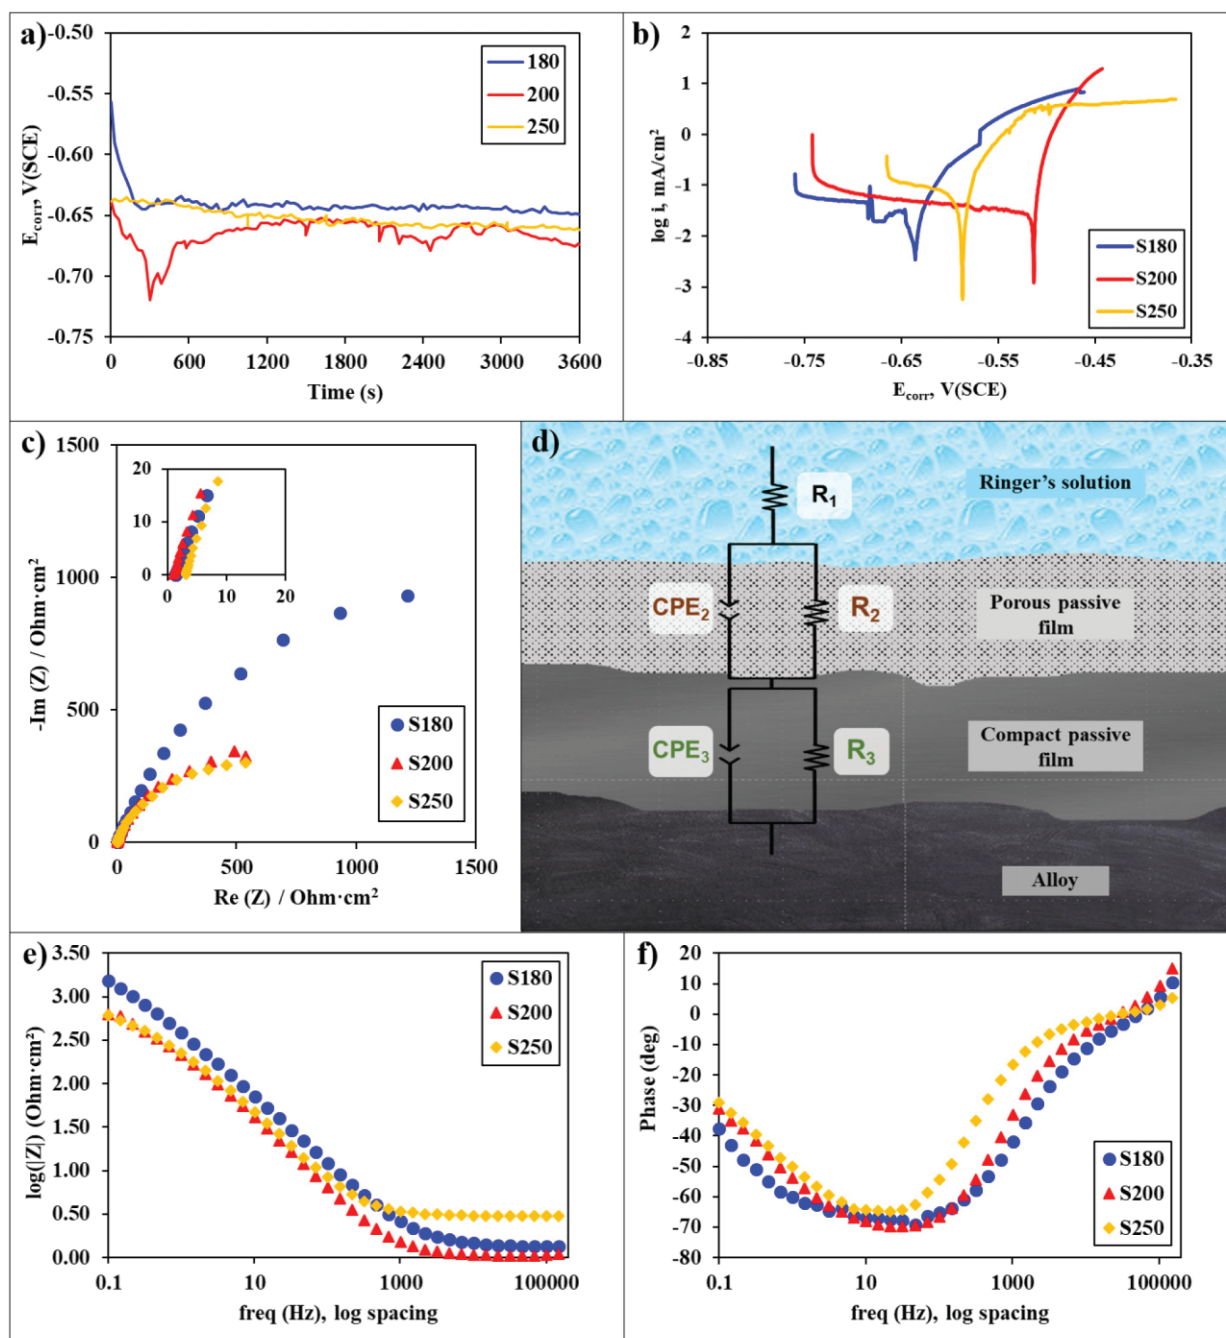 a)
-0.50
-0.55
-0.60
-0.65
-0.70
-0.75
E_corr, V(SCE)
180
200
250
0 600 1200 1800 2400 3000 3600
Time (s)
b)
2
1
0
-1
-2
-3
-4
log i, mA/cm²
S180
S200
S250
-0.85 -0.75 -0.65 -0.55 -0.45 -0.35
E_corr, V(SCE)
c)
1500
1000
500
0
-Im (Z) / Ohm·cm²
20
10
0
0 10 20
S180
S200
S250
0 500 1000 1500
Re (Z) / Ohm·cm²
d)
R₁
Ringer's solution
CPE₂
R₂
Porous passive
film
CPE₃
R₃
Compact passive
film
Alloy
e)
3.50
3.00
2.50
2.00
1.50
1.00
0.50
0.00
log(|Z|) (Ohm·cm²)
S180
S200
S250
0.1 10 1000 100000
freq (Hz), log spacing
f)
20
10
0
-10
-20
-30
-40
-50
-60
-70
-80
Phase (deg)
S180
S200
S250
0.1 10 1000 100000
freq (Hz), log spacing